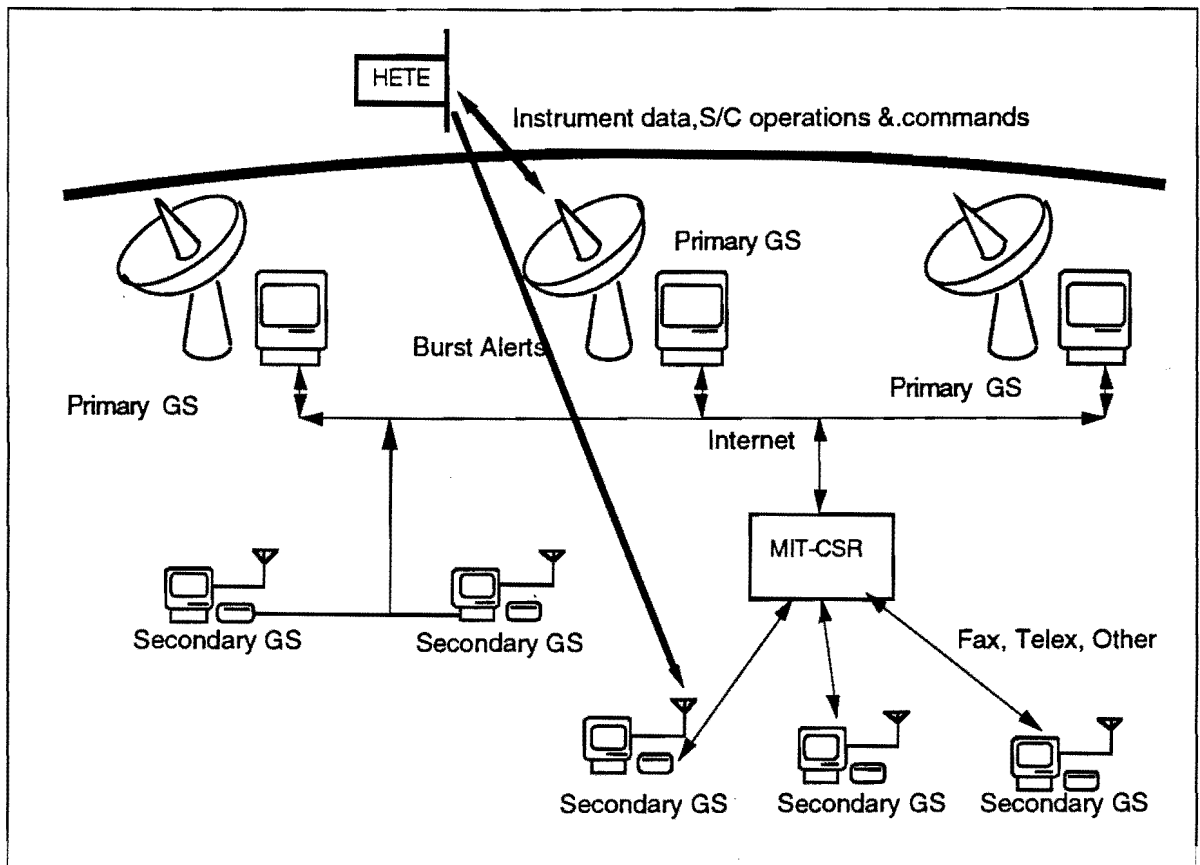 HETE
Instrument data,S/C operations &.commands
Primary GS
Burst Alerts
Primary GS
Primary GS
Internet
MIT-CSR
Secondary GS
Secondary GS
Fax, Telex, Other
Secondary GS
Secondary GS
Secondary GS